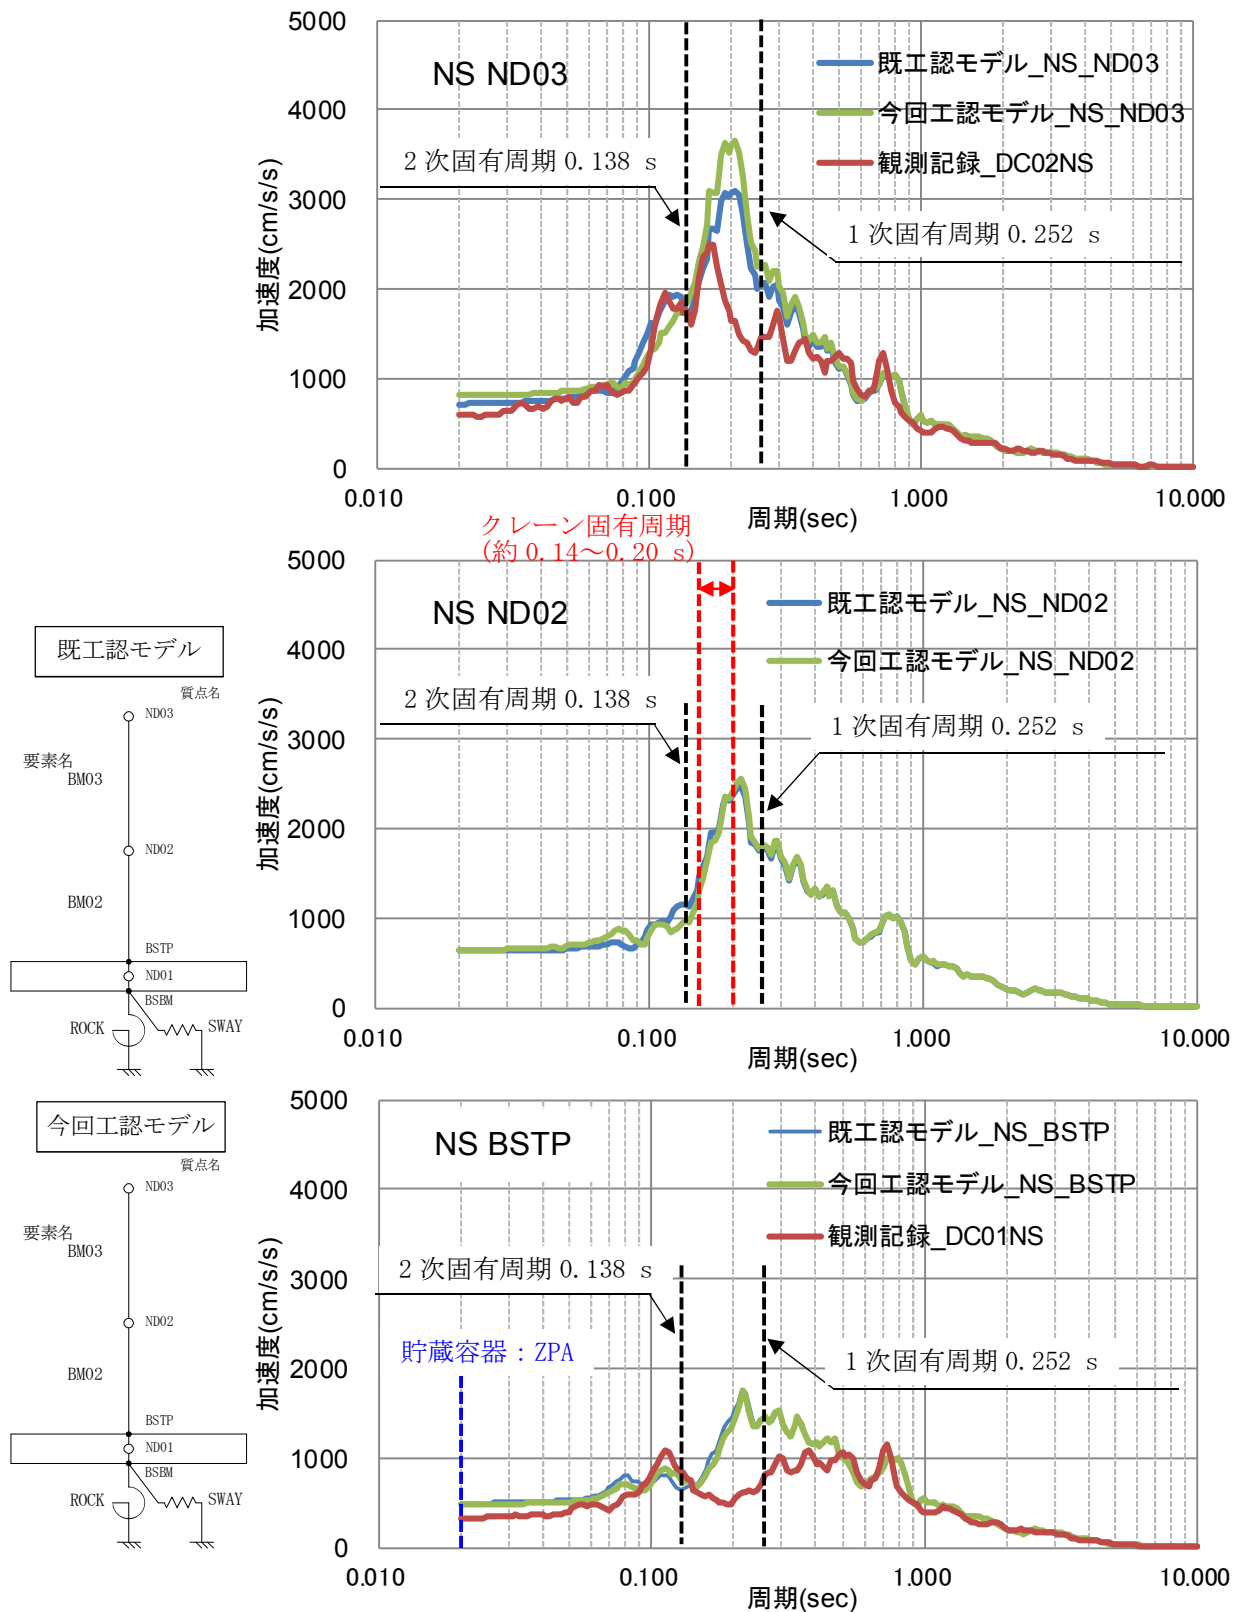 5000
4000
3000
2000
1000
0
加速度(cm/s/s)
NS ND03
既工認モデル_NS_ND03
今回工認モデル_NS_ND03
観測記録_DC02NS
2 次固有周期 0.138 s
1 次固有周期 0.252 s
0.010
0.100
1.000
10.000
周期(sec)
クレーン固有周期
(約 0.14～0.20 s)
5000
4000
3000
2000
1000
0
加速度(cm/s/s)
NS ND02
既工認モデル_NS_ND02
今回工認モデル_NS_ND02
2 次固有周期 0.138 s
1 次固有周期 0.252 s
0.010
0.100
1.000
10.000
周期(sec)
既工認モデル
質点名
ND03
要素名
BM03
ND02
BM02
BSTP
ND01
BSBM
ROCK
SWAY
今回工認モデル
質点名
ND03
要素名
BM03
ND02
BM02
BSTP
ND01
BSBM
ROCK
SWAY
5000
4000
3000
2000
1000
0
加速度(cm/s/s)
NS BSTP
既工認モデル_NS_BSTP
今回工認モデル_NS_BSTP
観測記録_DC01NS
2 次固有周期 0.138 s
貯蔵容器：ZPA
1 次固有周期 0.252 s
0.010
0.100
1.000
10.000
周期(sec)